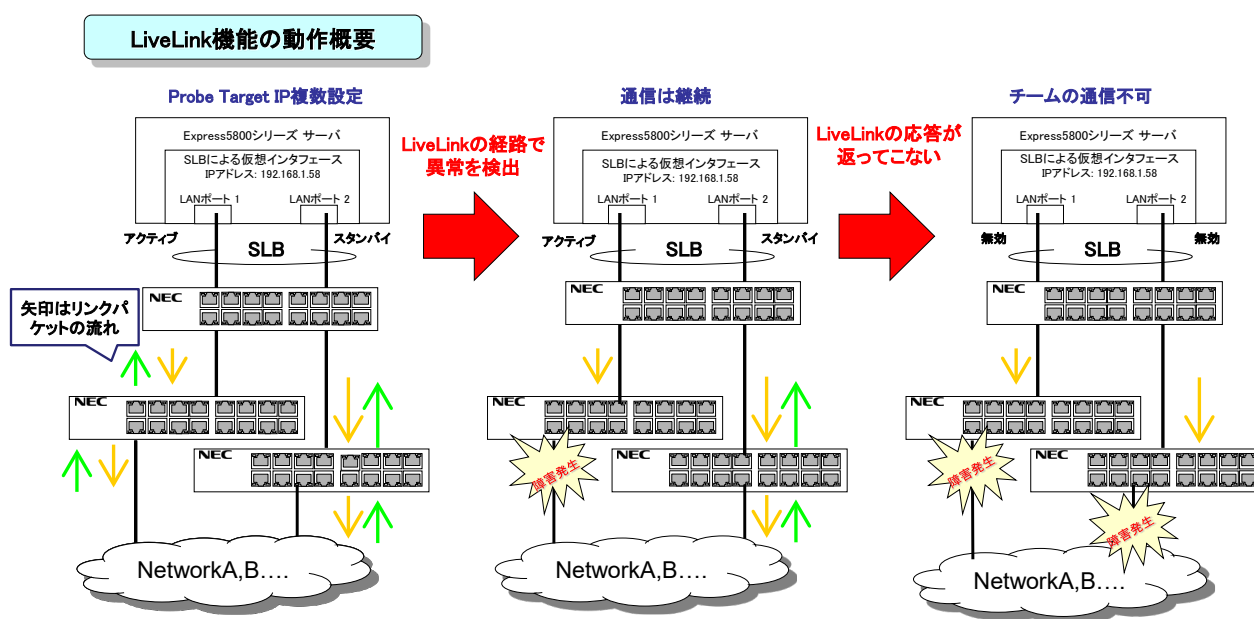 LiveLink機能の動作概要
Probe Target IP複数設定
Express5800シリーズ サーバ
SLBによる仮想インタフェース
IPアドレス: 192.168.1.58
LANポート 1
LANポート 2
アクティブ
スタンバイ
SLB
NEC
矢印はリンクパ
ケットの流れ
NEC
NEC
NetworkA,B….
LiveLinkの経路で
異常を検出
通信は継続
Express5800シリーズ サーバ
SLBによる仮想インタフェース
IPアドレス: 192.168.1.58
LANポート 1
LANポート 2
アクティブ
スタンバイ
SLB
NEC
NEC
NEC
障害発生
NetworkA,B….
LiveLinkの応答が
返ってこない
チームの通信不可
Express5800シリーズ サーバ
SLBによる仮想インタフェース
IPアドレス: 192.168.1.58
LANポート 1
LANポート 2
無効
無効
SLB
NEC
NEC
NEC
障害発生
障害発生
NetworkA,B….